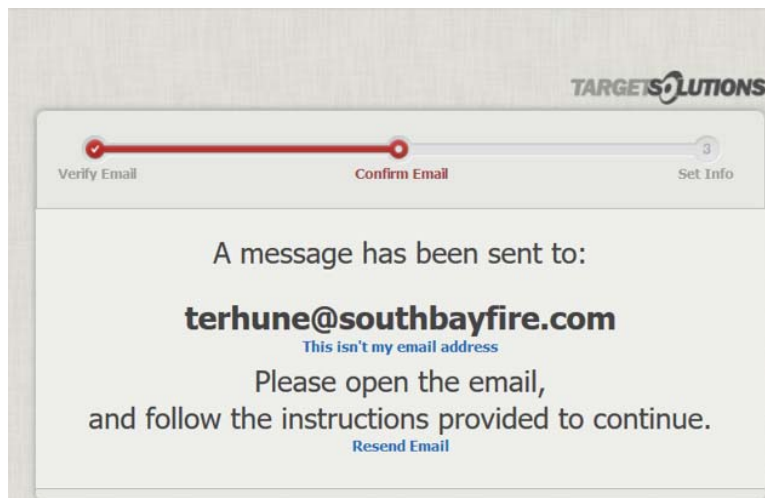 TARGETSOLUTIONS
3
Verify Email Confirm Email Set Info
A message has been sent to:
terhune@southbayfire.com
This isn't my email address
Please open the email,
and follow the instructions provided to continue.
Resend Email